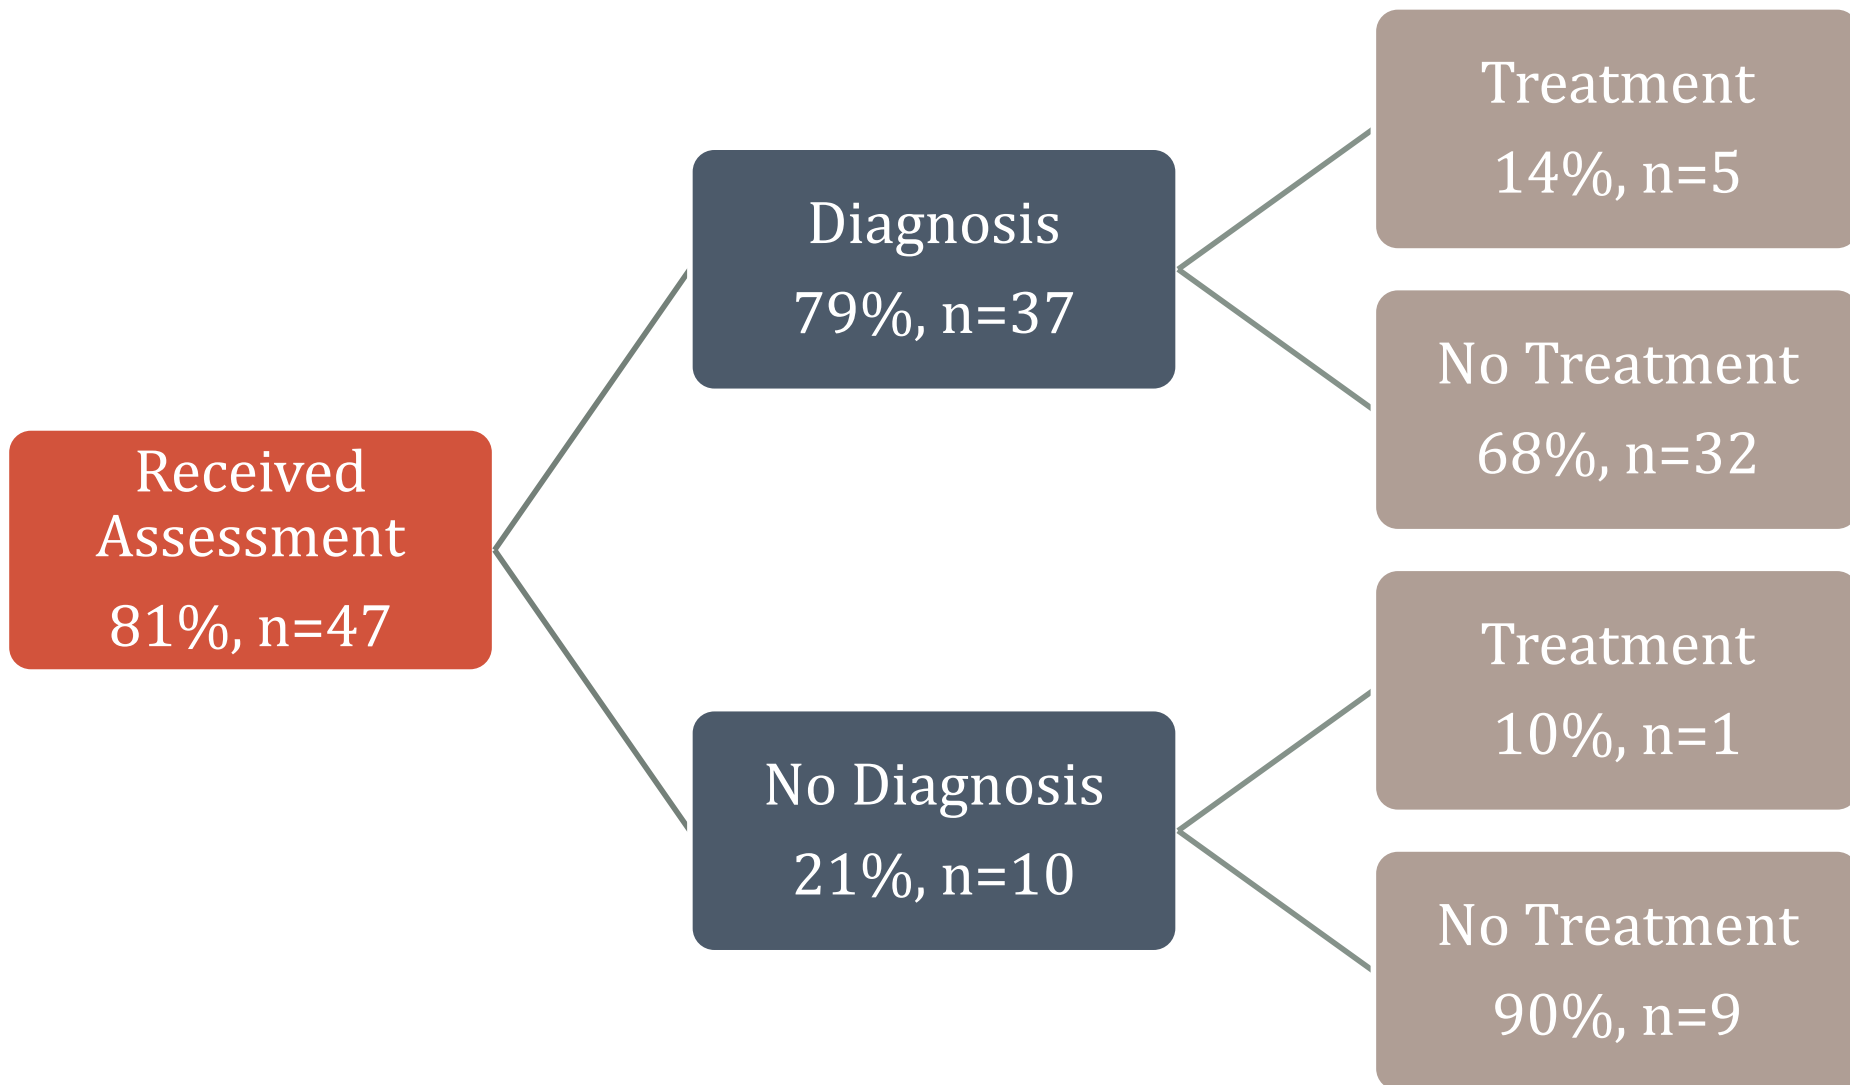 Received
Assessment
81%, n=47
Diagnosis
79%, n=37
No Diagnosis
21%, n=10
Treatment
14%, n=5
No Treatment
68%, n=32
Treatment
10%, n=1
No Treatment
90%, n=9